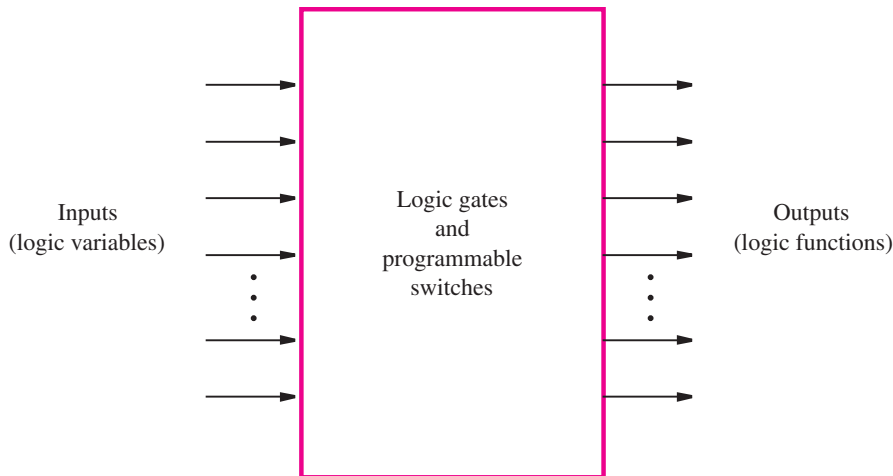 Inputs
(logic variables)
Logic gates
and
programmable
switches
Outputs
(logic functions)